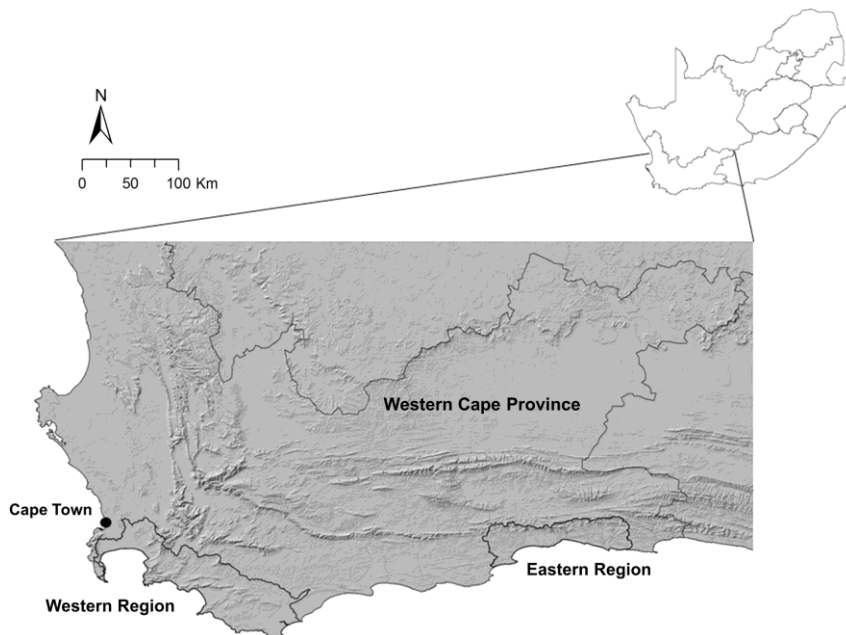 N
0 50 100 Km
Western Cape Province
Cape Town
Eastern Region
Western Region